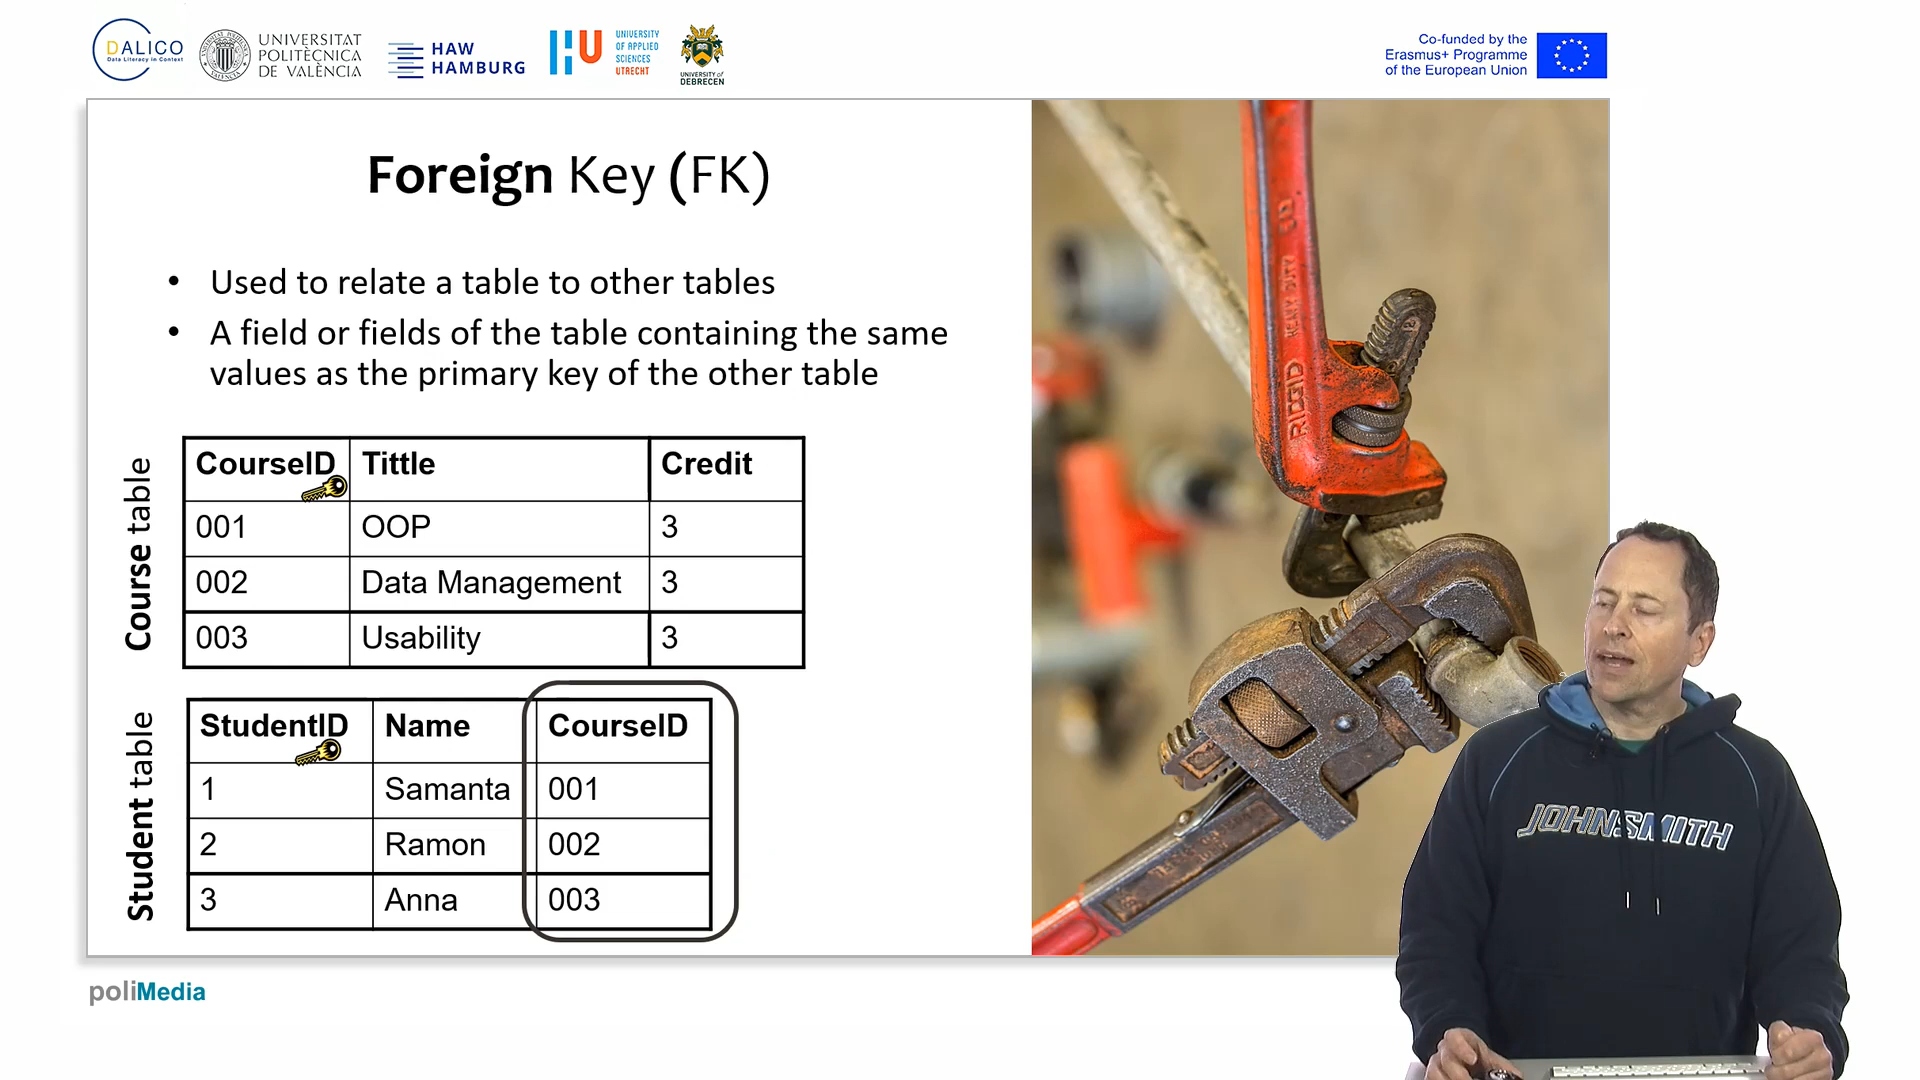 DALICO
Data Literacy in Context
UNIVERSITAT
POLITÈCNICA
DE VALÈNCIA
HAW
HAMBURG
HU
UNIVERSITY
OF APPLIED
SCIENCES
UTRECHT
UNIVERSITY of
DEBRECEN
Co-funded by the
Erasmus+ Programme
of the European Union
Foreign Key (FK)
• Used to relate a table to other tables
• A field or fields of the table containing the same
values as the primary key of the other table
Course table
CourseID Tittle Credit
001 OOP 3
002 Data Management 3
003 Usability 3
Student table
StudentID Name CourseID
1 Samanta 001
2 Ramon 002
3 Anna 003
RIDGID
HEAVY DUTY
JOHNSMITH
poliMedia